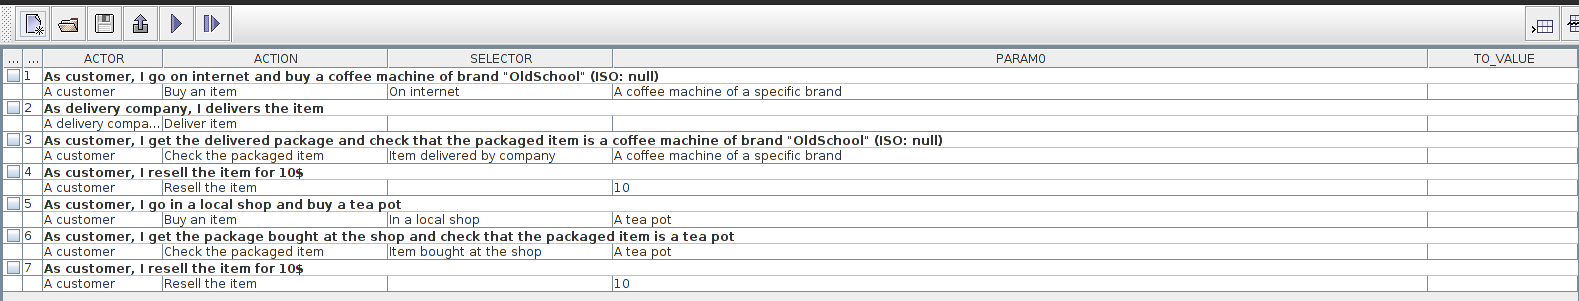 ... ... ACTOR ACTION SELECTOR PARAM0 TO_VALUE
1 As customer, I go on internet and buy a coffee machine of brand "OldSchool" (ISO: null)
A customer Buy an item On internet A coffee machine of a specific brand
2 As delivery company, I delivers the item
A delivery compa... Deliver item
3 As customer, I get the delivered package and check that the packaged item is a coffee machine of brand "OldSchool" (ISO: null)
A customer Check the packaged item Item delivered by company A coffee machine of a specific brand
4 As customer, I resell the item for 10$
A customer Resell the item 10
5 As customer, I go in a local shop and buy a tea pot
A customer Buy an item In a local shop A tea pot
6 As customer, I get the package bought at the shop and check that the packaged item is a tea pot
A customer Check the packaged item Item bought at the shop A tea pot
7 As customer, I resell the item for 10$
A customer Resell the item 10